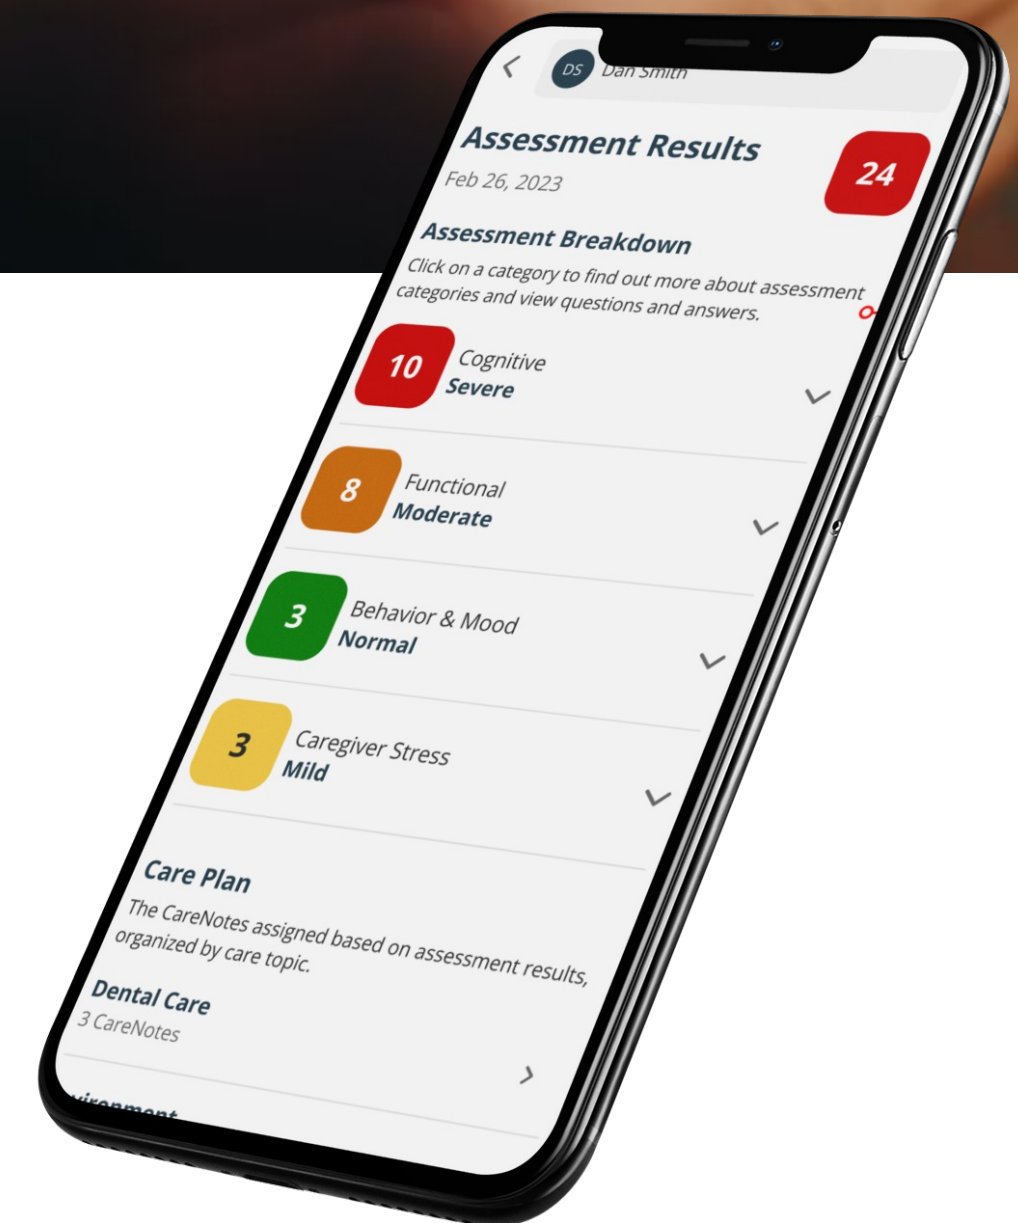 DS Dan Smith
Assessment Results
24
Feb 26, 2023
Assessment Breakdown
Click on a category to find out more about assessment
categories and view questions and answers.
10
Cognitive
Severe
8
Functional
Moderate
3
Behavior & Mood
Normal
3
Caregiver Stress
Mild
Care Plan
The CareNotes assigned based on assessment results,
organized by care topic.
Dental Care
3 CareNotes